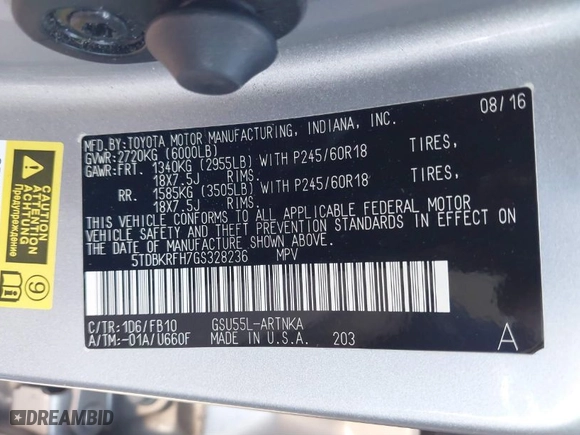 08/16
MFD.BY:TOYOTA MOTOR MANUFACTURING, INDIANA, INC.
GVWR:2720KG (6000LB)
GAWR:FRT. 1340KG (2955LB) WITH P245/60R18 TIRES,
18X7.5J RIMS.
RR. 1585KG (3505LB) WITH P245/60R18 TIRES,
18X7.5J RIMS.
THIS VEHICLE CONFORMS TO ALL APPLICABLE FEDERAL MOTOR
VEHICLE SAFETY AND THEFT PREVENTION STANDARDS IN EFFECT ON
THE DATE OF MANUFACTURE SHOWN ABOVE.
5TDBKRFH7GS328236 MPV
C/TR:1D6/FB10 GSU55L-ARTNKA
A/TM:-01A/U660F MADE IN U.S.A. 203
A
CAUTION
ATTENTION
ACHTUNG
Предупреждение
9
DREAMBID